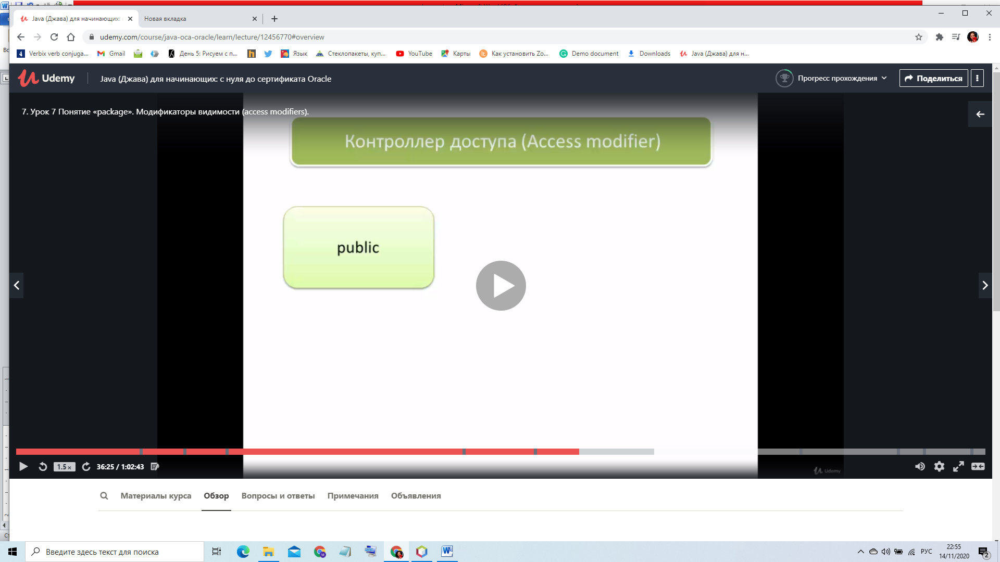 Java (Джава) для начинающих:
Новая вкладка
udemy.com/course/java-oca-oracle/learn/lecture/12456770#overview
Verbix verb conjuga...
Gmail
День 5: Рисуем с п...
Язык
Стеклопакеты, куп...
YouTube
Карты
Как установить Zo...
Demo document
Downloads
Java (Джава) для н...
Udemy
Java (Джава) для начинающих: с нуля до сертификата Oracle
Прогресс прохождения
Поделиться
7. Урок 7 Понятие «package». Модификаторы видимости (access modifiers).
Контроллер доступа (Access modifier)
public
1.5×
36:25 / 1:02:43
Udemy
Материалы курса
Обзор
Вопросы и ответы
Примечания
Объявления
Введите здесь текст для поиска
РУС
22:55
14/11/2020
2